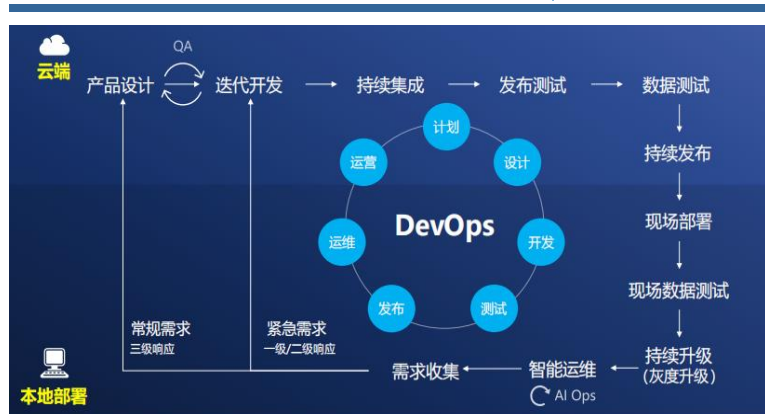 QA
云端
产品设计
迭代开发
持续集成
发布测试
数据测试
计划
运营
设计
持续发布
DevOps
现场部署
运维
开发
现场数据测试
发布
测试
常规需求
三级响应
紧急需求
一级/二级响应
持续升级
(灰度升级)
智能运维
需求收集
AI Ops
本地部署